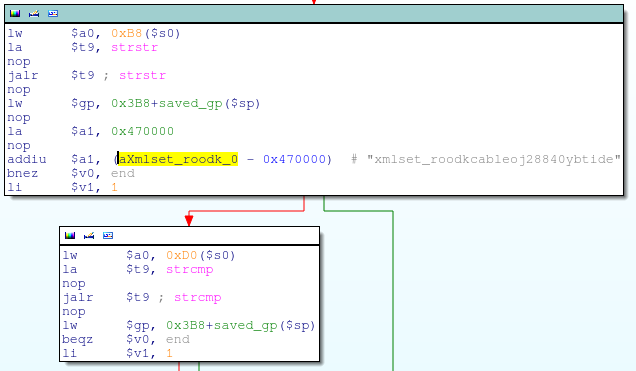 lw $a0, 0xB8($s0)
la $t9, strstr
nop
jalr $t9 ; strstr
nop
lw $gp, 0x3B8+saved_gp($sp)
nop
la $a1, 0x470000
nop
addiu $a1, (aXmlset_roodk_0 - 0x470000) # "xmlset_roodkcableoj28840ybtide"
bnez $v0, end
li $v1, 1
lw $a0, 0xD0($s0)
la $t9, strcmp
nop
jalr $t9 ; strcmp
nop
lw $gp, 0x3B8+saved_gp($sp)
beqz $v0, end
li $v1, 1